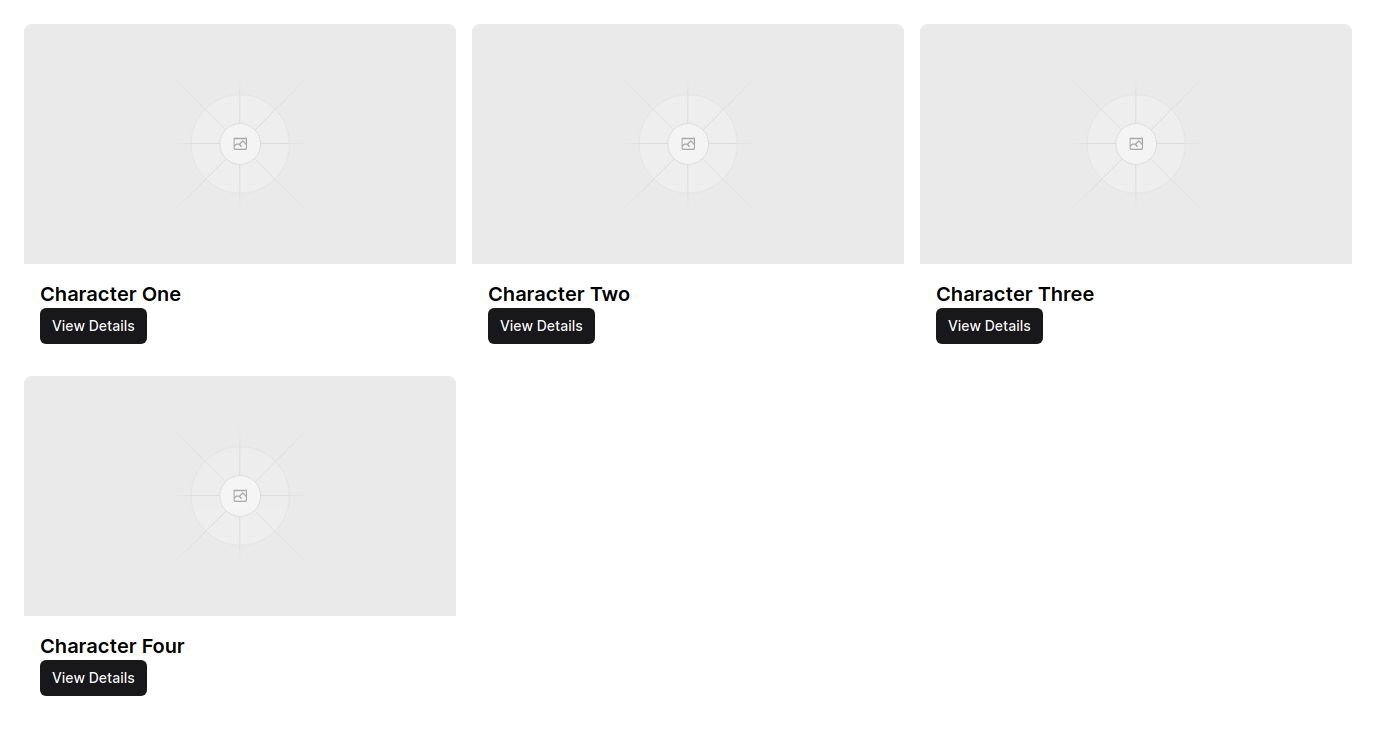 Character One
View Details
Character Two
View Details
Character Three
View Details
Character Four
View Details